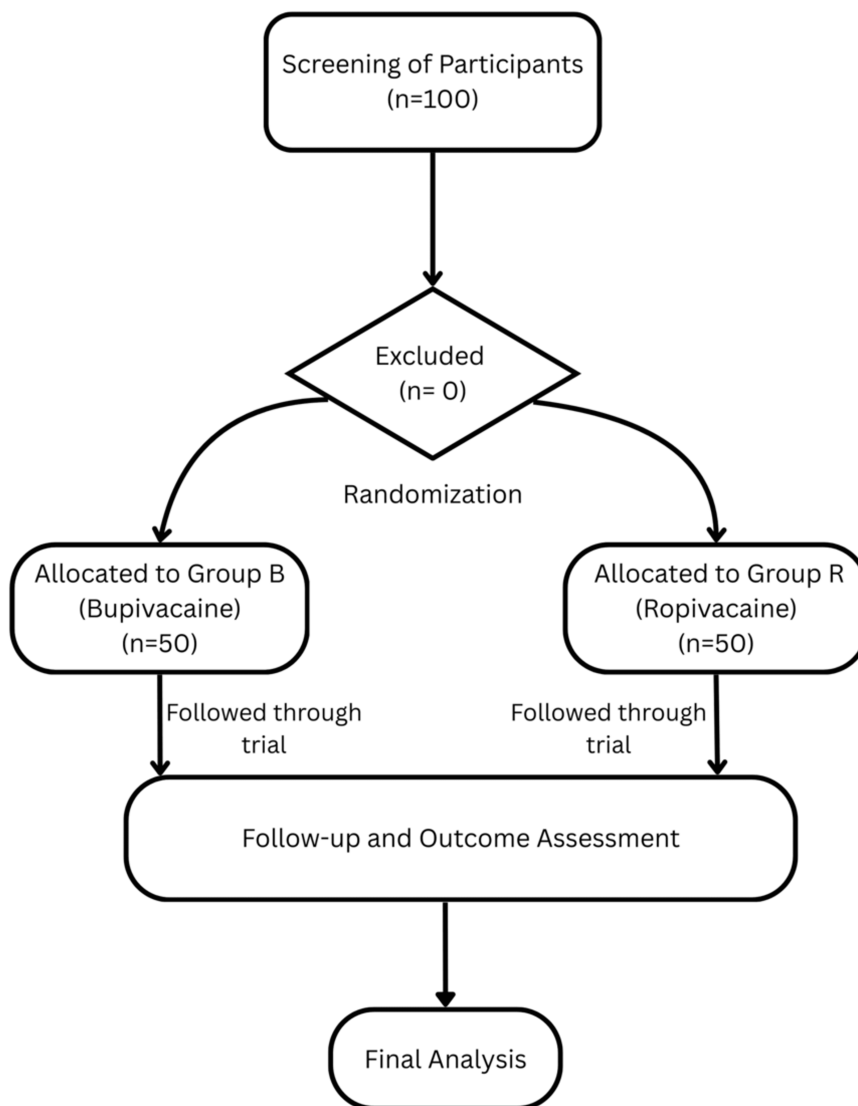 Screening of Participants
(n=100)
Excluded
(n= 0)
Randomization
Allocated to Group B
(Bupivacaine)
(n=50)
Allocated to Group R
(Ropivacaine)
(n=50)
Followed through
trial
Followed through
trial
Follow-up and Outcome Assessment
Final Analysis